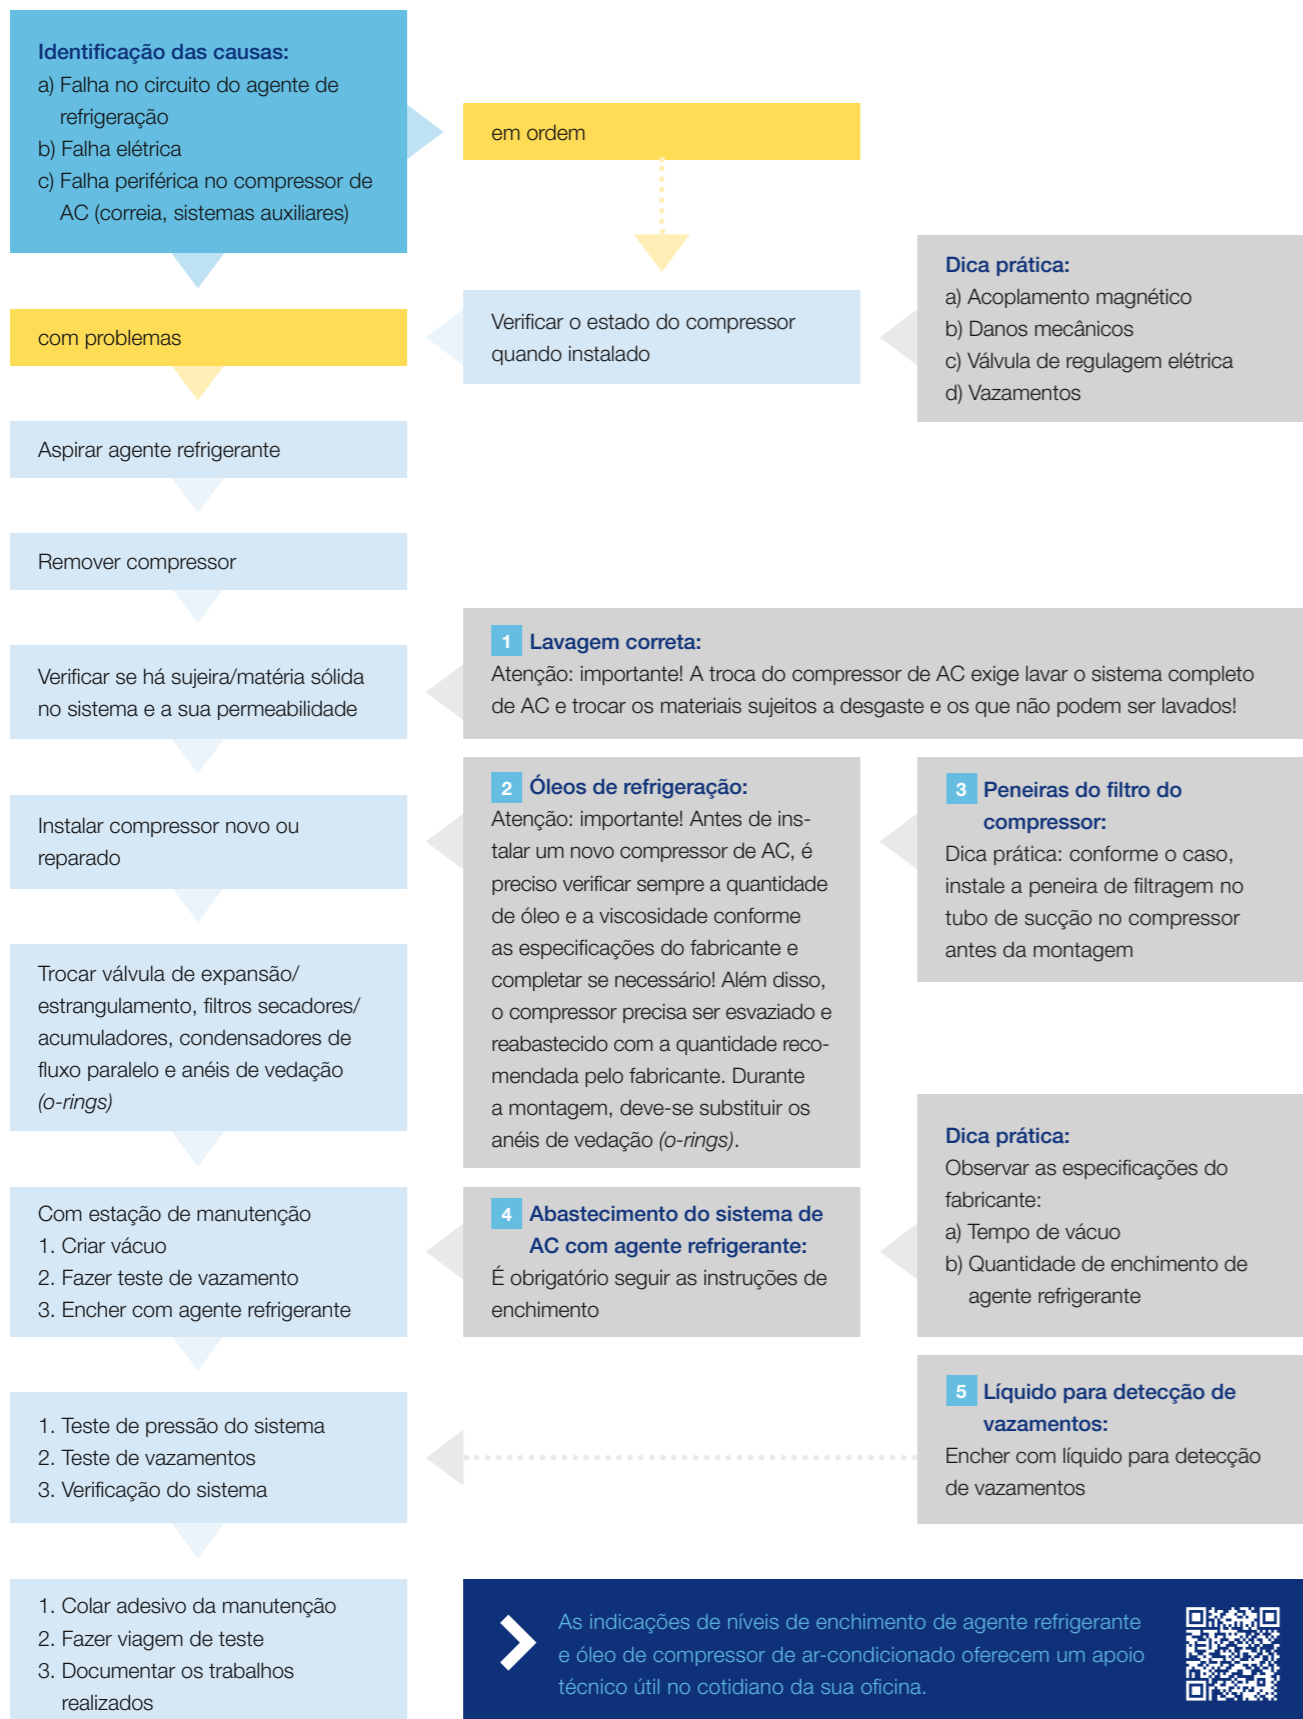 Identificação das causas:
a) Falha no circuito do agente de
refrigeração
b) Falha elétrica
c) Falha periférica no compressor de
AC (correia, sistemas auxiliares)
em ordem
Verificar o estado do compressor
quando instalado
Dica prática:
a) Acoplamento magnético
b) Danos mecânicos
c) Válvula de regulagem elétrica
d) Vazamentos
com problemas
Aspirar agente refrigerante
Remover compressor
Verificar se há sujeira/matéria sólida
no sistema e a sua permeabilidade
1 Lavagem correta:
Atenção: importante! A troca do compressor de AC exige lavar o sistema completo
de AC e trocar os materiais sujeitos a desgaste e os que não podem ser lavados!
Instalar compressor novo ou
reparado
2 Óleos de refrigeração:
Atenção: importante! Antes de ins-
talar um novo compressor de AC, é
preciso verificar sempre a quantidade
de óleo e a viscosidade conforme
as especificações do fabricante e
completar se necessário! Além disso,
o compressor precisa ser esvaziado e
reabastecido com a quantidade reco-
mendada pelo fabricante. Durante
a montagem, deve-se substituir os
anéis de vedação (o-rings).
3 Peneiras do filtro do
compressor:
Dica prática: conforme o caso,
instale a peneira de filtragem no
tubo de sucção no compressor
antes da montagem
Trocar válvula de expansão/
estrangulamento, filtros secadores/
acumuladores, condensadores de
fluxo paralelo e anéis de vedação
(o-rings)
Com estação de manutenção
1. Criar vácuo
2. Fazer teste de vazamento
3. Encher com agente refrigerante
4 Abastecimento do sistema de
AC com agente refrigerante:
É obrigatório seguir as instruções de
enchimento
Dica prática:
Observar as especificações do
fabricante:
a) Tempo de vácuo
b) Quantidade de enchimento de
agente refrigerante
1. Teste de pressão do sistema
2. Teste de vazamentos
3. Verificação do sistema
5 Líquido para detecção de
vazamentos:
Encher com líquido para detecção
de vazamentos
1. Colar adesivo da manutenção
2. Fazer viagem de teste
3. Documentar os trabalhos
realizados
As indicações de níveis de enchimento de agente refrigerante
e óleo de compressor de ar-condicionado oferecem um apoio
técnico útil no cotidiano da sua oficina.